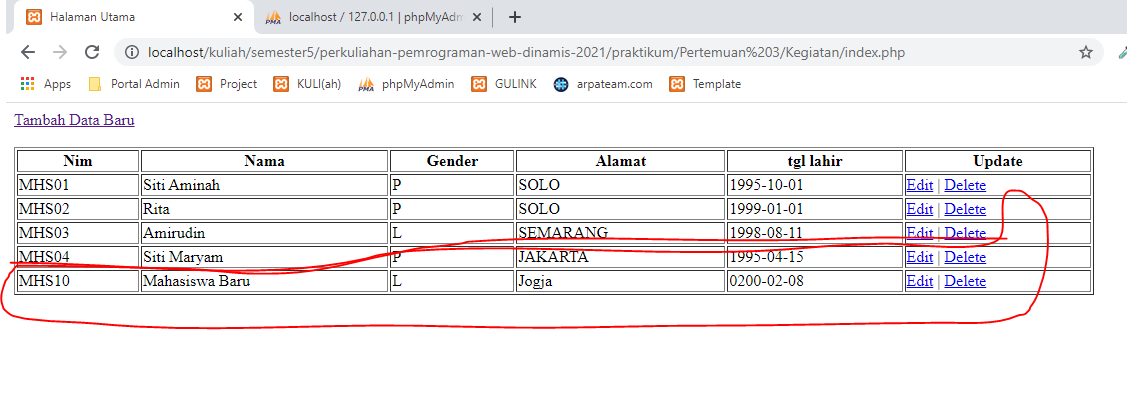 Halaman Utama
localhost / 127.0.0.1 | phpMyAdm
localhost/kuliah/semester5/perkuliahan-pemrograman-web-dinamis-2021/praktikum/Pertemuan%203/Kegiatan/index.php
Apps Portal Admin Project KULI(ah) phpMyAdmin GULINK arpateam.com Template
Tambah Data Baru
Nim Nama Gender Alamat tgl lahir Update
MHS01 Siti Aminah P SOLO 1995-10-01 Edit | Delete
MHS02 Rita P SOLO 1999-01-01 Edit | Delete
MHS03 Amirudin L SEMARANG 1998-08-11 Edit | Delete
MHS04 Siti Maryam P JAKARTA 1995-04-15 Edit | Delete
MHS10 Mahasiswa Baru L Jogja 0200-02-08 Edit | Delete